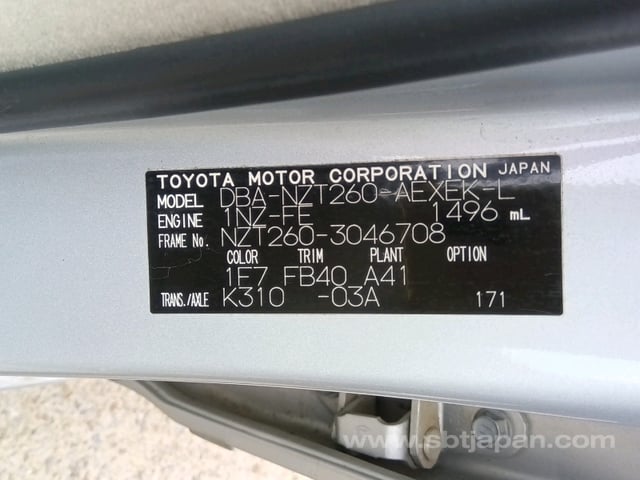 TOYOTA MOTOR CORPORATION JAPAN
MODEL DBA-NZT260-AEXEK-L
ENGINE 1NZ-FE 1496 mL
FRAME No. NZT260-3046708
COLOR TRIM PLANT OPTION
1E7 FB40 A41
TRANS./AXLE K310 -03A 171
www.sbtjapan.com